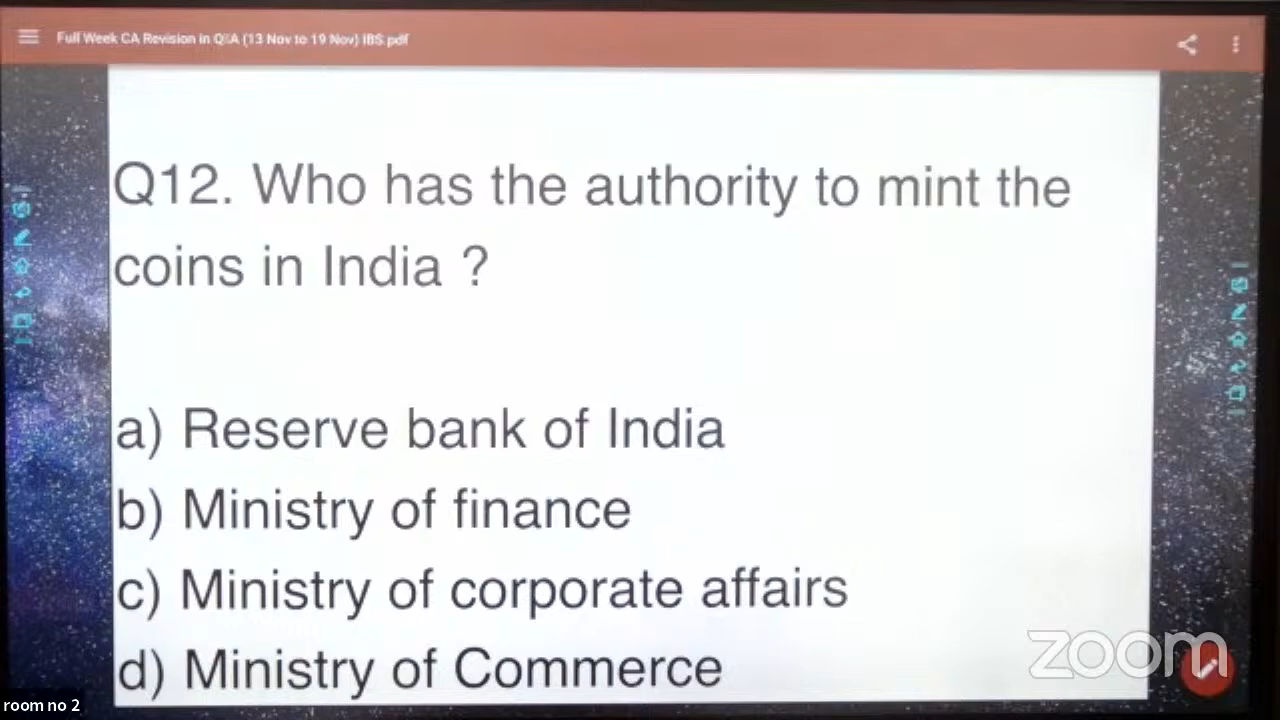 Full Week CA Revision in Q&A (13 Nov to 19 Nov) IBS.pdf
Q12. Who has the authority to mint the
coins in India ?
a) Reserve bank of India
b) Ministry of finance
c) Ministry of corporate affairs
d) Ministry of Commerce
zoom
room no 2